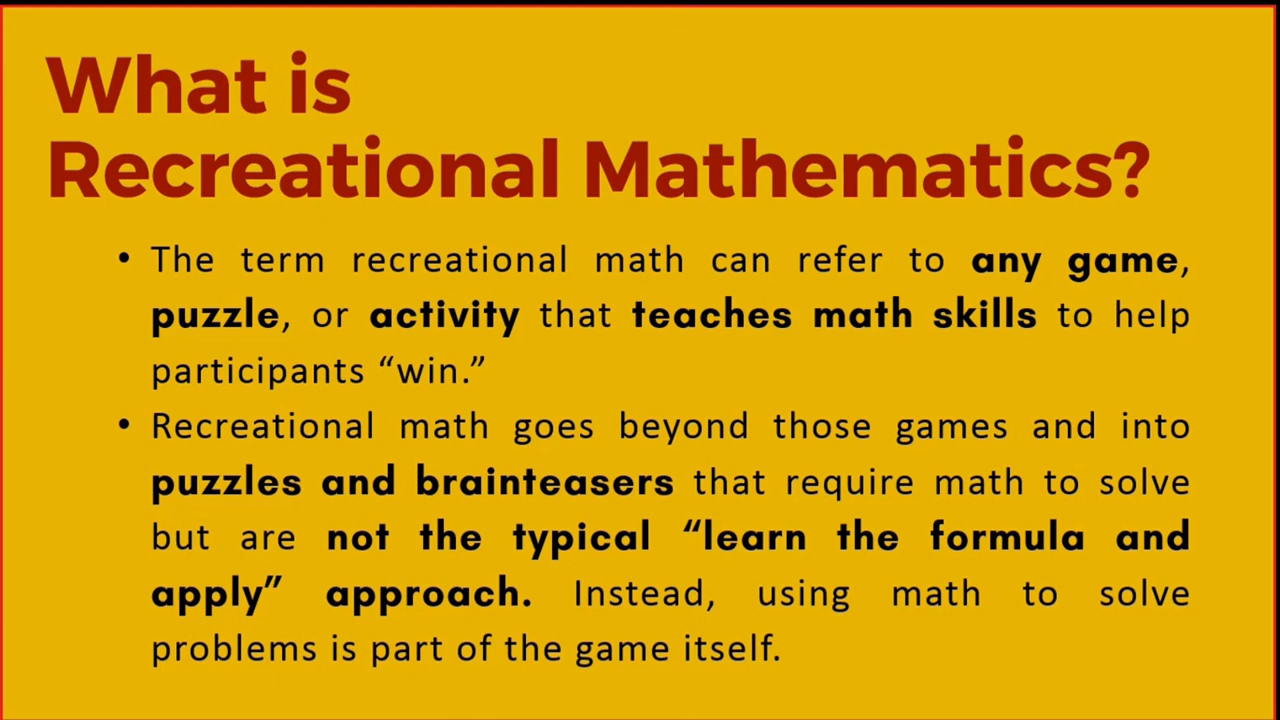 What is
Recreational Mathematics?
• The term recreational math can refer to any game,
puzzle, or activity that teaches math skills to help
participants “win.”
• Recreational math goes beyond those games and into
puzzles and brainteasers that require math to solve
but are not the typical “learn the formula and
apply” approach. Instead, using math to solve
problems is part of the game itself.